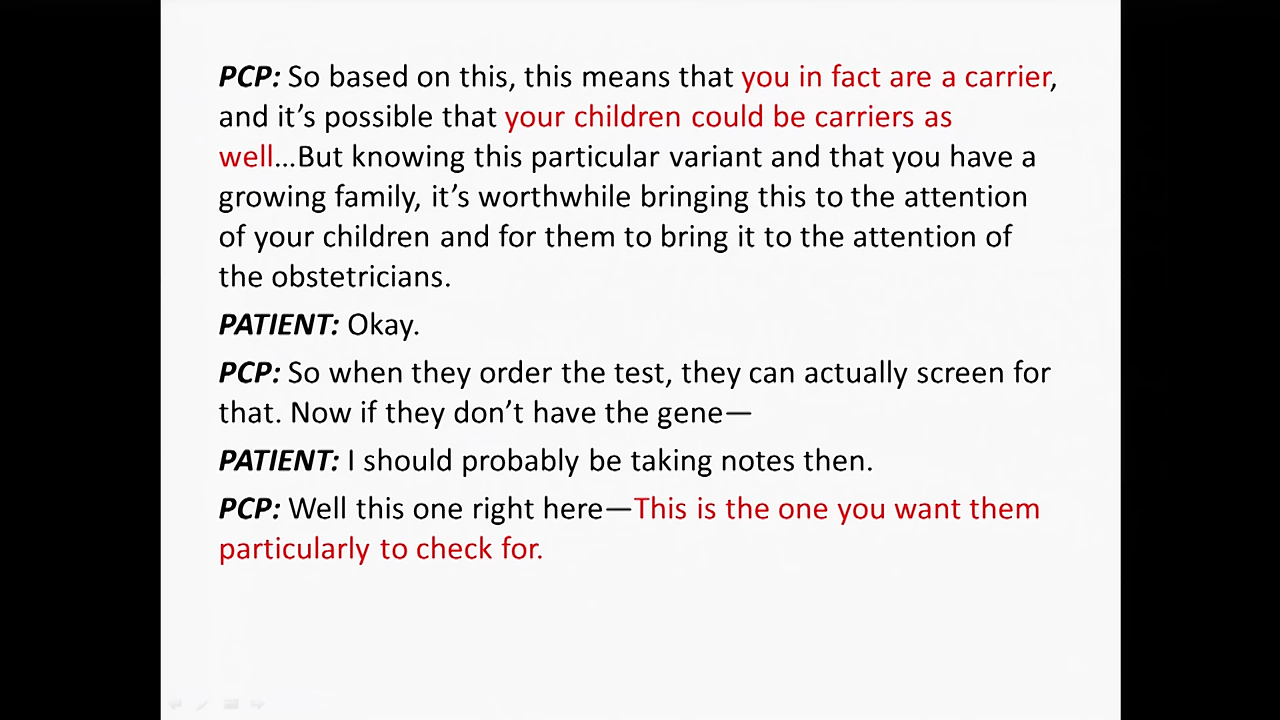 PCP: So based on this, this means that you in fact are a carrier,
and it’s possible that your children could be carriers as
well…But knowing this particular variant and that you have a
growing family, it’s worthwhile bringing this to the attention
of your children and for them to bring it to the attention of
the obstetricians.
PATIENT: Okay.
PCP: So when they order the test, they can actually screen for
that. Now if they don’t have the gene—
PATIENT: I should probably be taking notes then.
PCP: Well this one right here—This is the one you want them
particularly to check for.